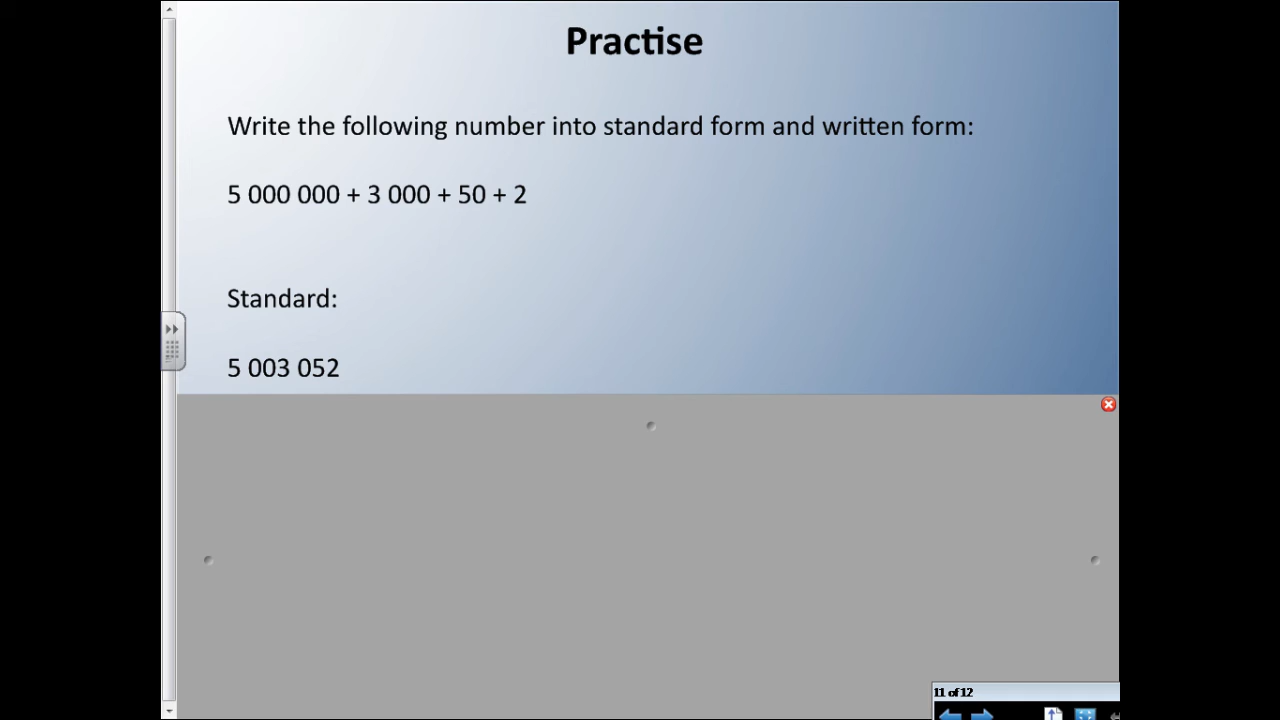 Practise
Write the following number into standard form and written form:
5 000 000 + 3 000 + 50 + 2
Standard:
5 003 052
11 of 12